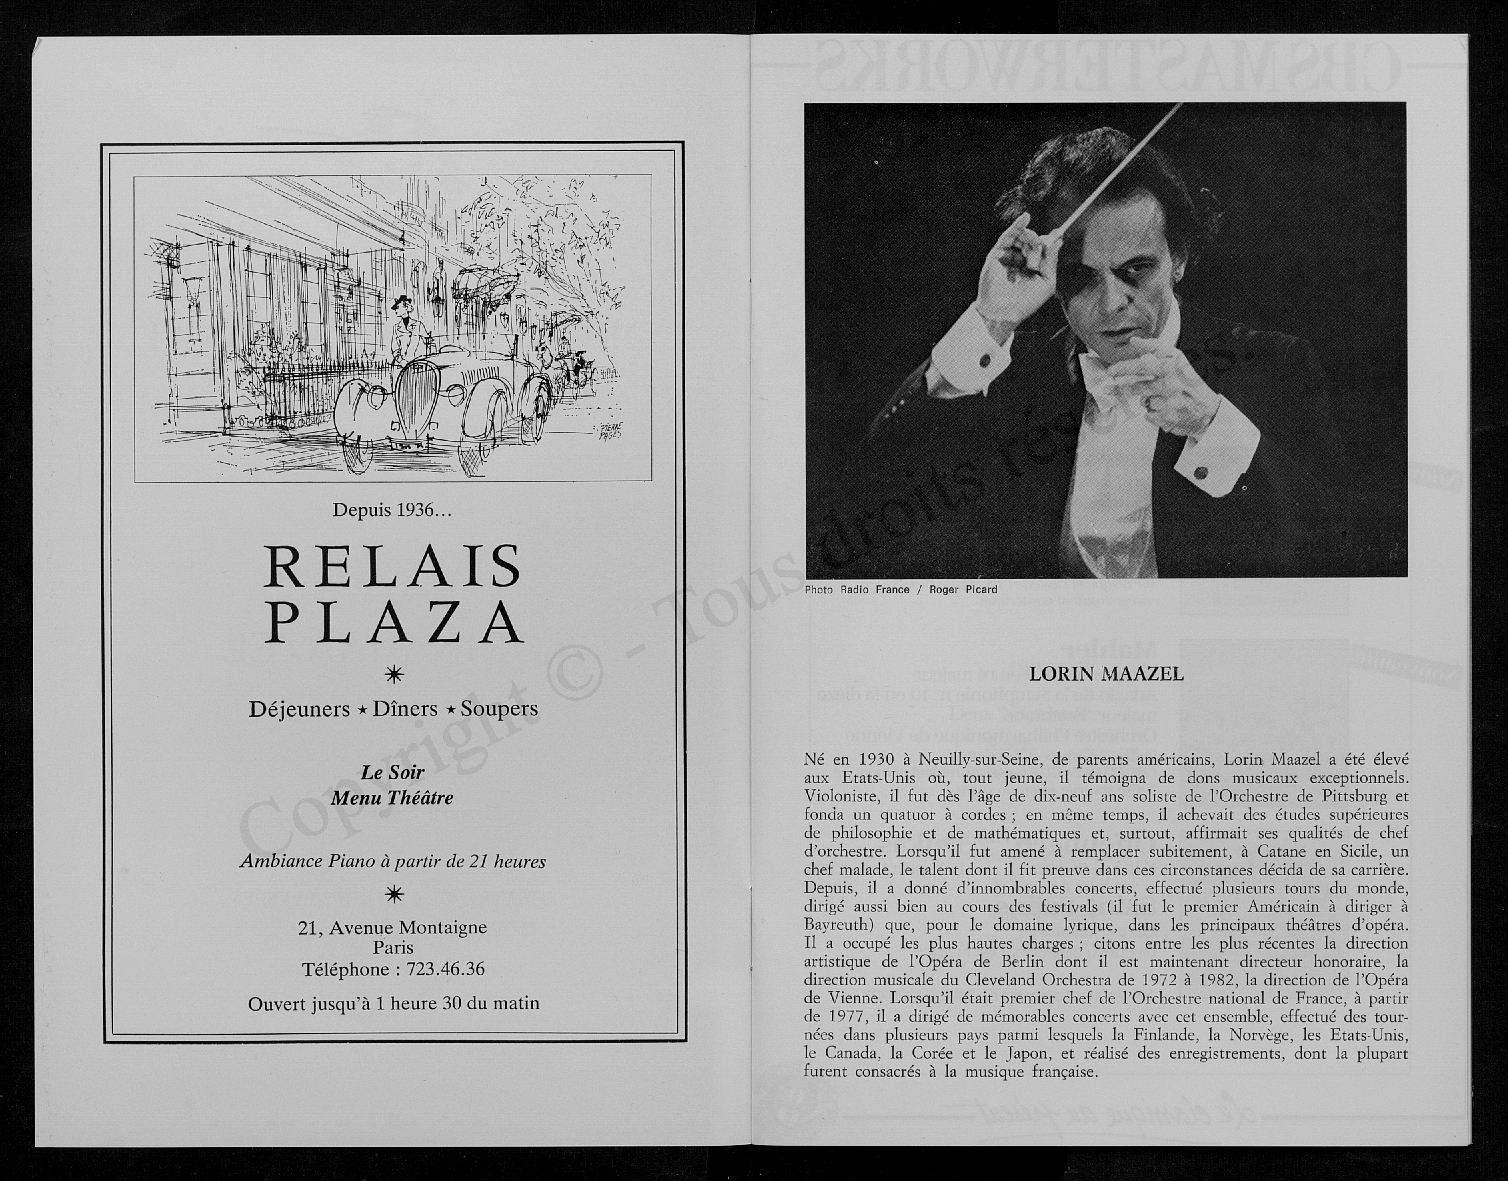 PIERRE
PAGES
Depuis 1936...
RELAIS
PLAZA
Déjeuners ★ Dîners ★ Soupers
Le Soir
Menu Théâtre
Ambiance Piano à partir de 21 heures
21, Avenue Montaigne
Paris
Téléphone : 723.46.36
Ouvert jusqu'à 1 heure 30 du matin
Copyright © - Tous droits réservés.
CBS MASTERWORKS
Photo Radio France / Roger Picard
LORIN MAAZEL
Né en 1930 à Neuilly-sur-Seine, de parents américains, Lorin Maazel a été élevé
aux Etats-Unis où, tout jeune, il témoigna de dons musicaux exceptionnels.
Violoniste, il fut dès l'âge de dix-neuf ans soliste de l'Orchestre de Pittsburg et
fonda un quatuor à cordes ; en même temps, il achevait des études supérieures
de philosophie et de mathématiques et, surtout, affirmait ses qualités de chef
d'orchestre. Lorsqu'il fut amené à remplacer subitement, à Catane en Sicile, un
chef malade, le talent dont il fit preuve dans ces circonstances décida de sa carrière.
Depuis, il a donné d'innombrables concerts, effectué plusieurs tours du monde,
dirigé aussi bien au cours des festivals (il fut le premier Américain à diriger à
Bayreuth) que, pour le domaine lyrique, dans les principaux théâtres d'opéra.
Il a occupé les plus hautes charges ; citons entre les plus récentes la direction
artistique de l'Opéra de Berlin dont il est maintenant directeur honoraire, la
direction musicale du Cleveland Orchestra de 1972 à 1982, la direction de l'Opéra
de Vienne. Lorsqu'il était premier chef de l'Orchestre national de France, à partir
de 1977, il a dirigé de mémorables concerts avec cet ensemble, effectué des tour-
nées dans plusieurs pays parmi lesquels la Finlande, la Norvège, les Etats-Unis,
le Canada, la Corée et le Japon, et réalisé des enregistrements, dont la plupart
furent consacrés à la musique française.